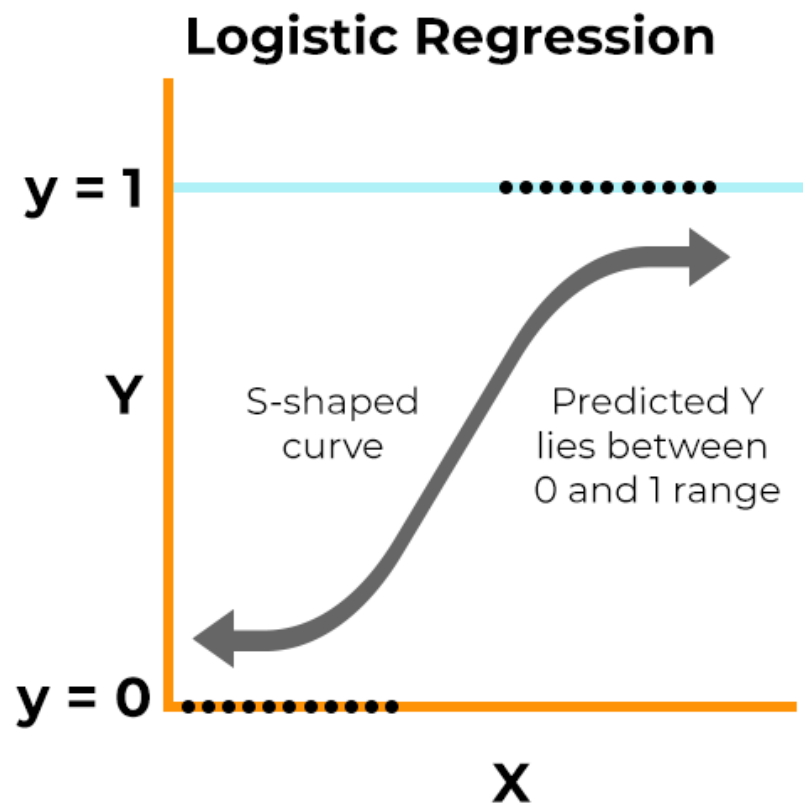 Logistic Regression
y = 1
Y
S-shaped
curve
Predicted Y
lies between
0 and 1 range
y = 0
X